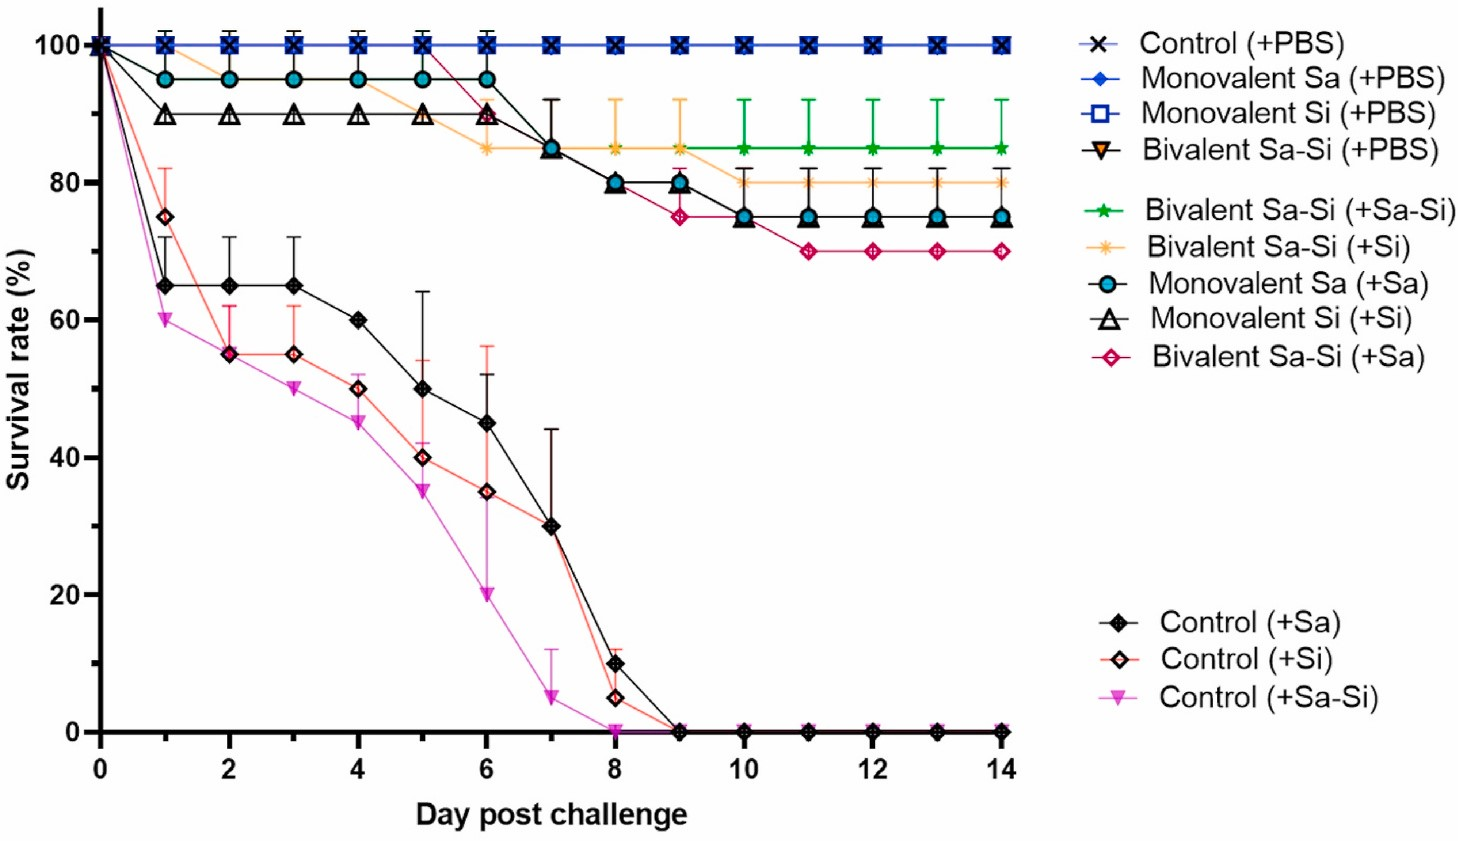 100
80
60
40
20
0
Survival rate (%)
0 2 4 6 8 10 12 14
Day post challenge
Control (+PBS)
Monovalent Sa (+PBS)
Monovalent Si (+PBS)
Bivalent Sa-Si (+PBS)
Bivalent Sa-Si (+Sa-Si)
Bivalent Sa-Si (+Si)
Monovalent Sa (+Sa)
Monovalent Si (+Si)
Bivalent Sa-Si (+Sa)
Control (+Sa)
Control (+Si)
Control (+Sa-Si)